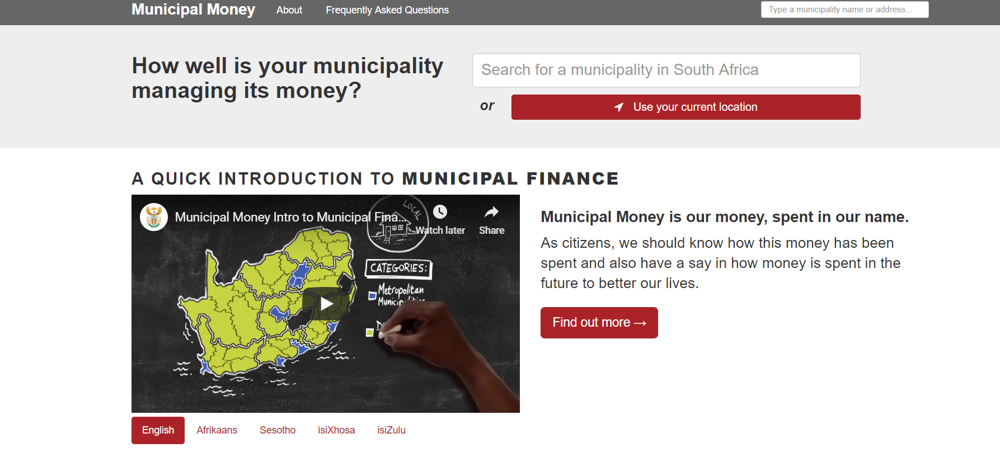 Municipal Money About Frequently Asked Questions Type a municipality name or address...
How well is your municipality
managing its money?
Search for a municipality in South Africa
or Use your current location
A QUICK INTRODUCTION TO MUNICIPAL FINANCE
Municipal Money Intro to Municipal Fina...
Watch later
Share
LOCAL
CATEGORIES:
Metropolitan
Municipal Money is our money, spent in our name.
As citizens, we should know how this money has been
spent and also have a say in how money is spent in the
future to better our lives.
Find out more →
English Afrikaans Sesotho isiXhosa isiZulu